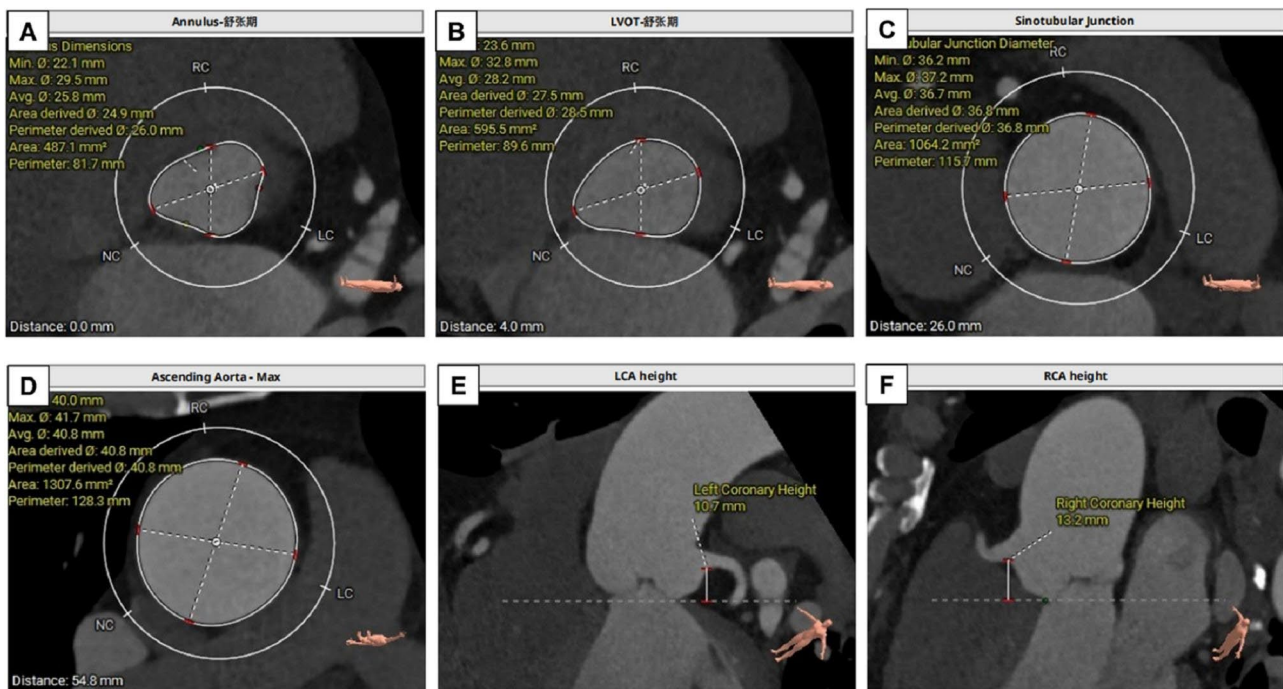 A
Annulus-舒张期
Dimensions
Min. Ø: 22.1 mm
Max. Ø: 29.5 mm
Avg. Ø: 25.8 mm
Area derived Ø: 24.9 mm
Perimeter derived Ø: 26.0 mm
Area: 487.1 mm²
Perimeter: 81.7 mm
RC
LC
NC
Distance: 0.0 mm
B
LVOT-舒张期
23.6 mm
Max. Ø: 32.8 mm
Avg. Ø: 28.2 mm
Area derived Ø: 27.5 mm
Perimeter derived Ø: 28.5 mm
Area: 595.5 mm²
Perimeter: 89.6 mm
RC
LC
NC
Distance: 4.0 mm
C
Sinotubular Junction
Junction Diameter
Min. Ø: 36.2 mm
Max. Ø: 37.2 mm
Avg. Ø: 36.7 mm
Area derived Ø: 36.8 mm
Perimeter derived Ø: 36.8 mm
Area: 1064.2 mm²
Perimeter: 115.7 mm
RC
LC
NC
Distance: 26.0 mm
D
Ascending Aorta - Max
40.0 mm
Max. Ø: 41.7 mm
Avg. Ø: 40.8 mm
Area derived Ø: 40.8 mm
Perimeter derived Ø: 40.8 mm
Area: 1307.6 mm²
Perimeter: 128.3 mm
RC
LC
NC
Distance: 54.8 mm
E
LCA height
Left Coronary Height
10.7 mm
F
RCA height
Right Coronary Height
13.2 mm